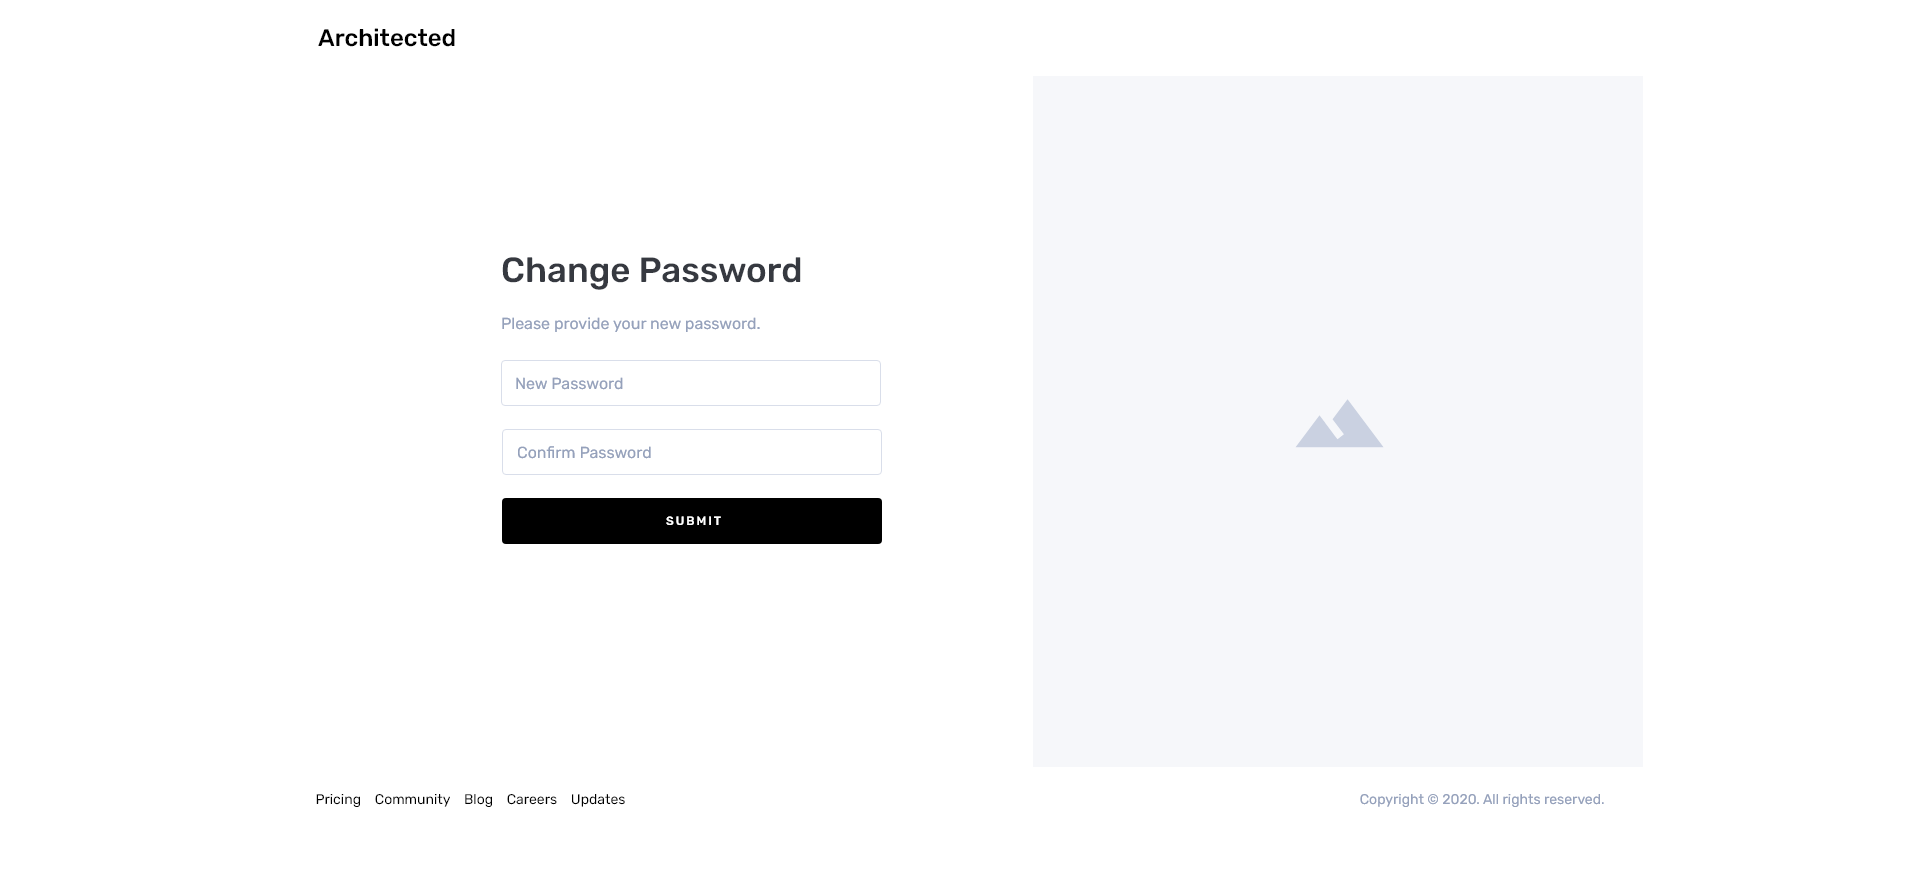 Architected
Change Password
Please provide your new password.
New Password
Confirm Password
SUBMIT
Pricing Community Blog Careers Updates
Copyright © 2020. All rights reserved.